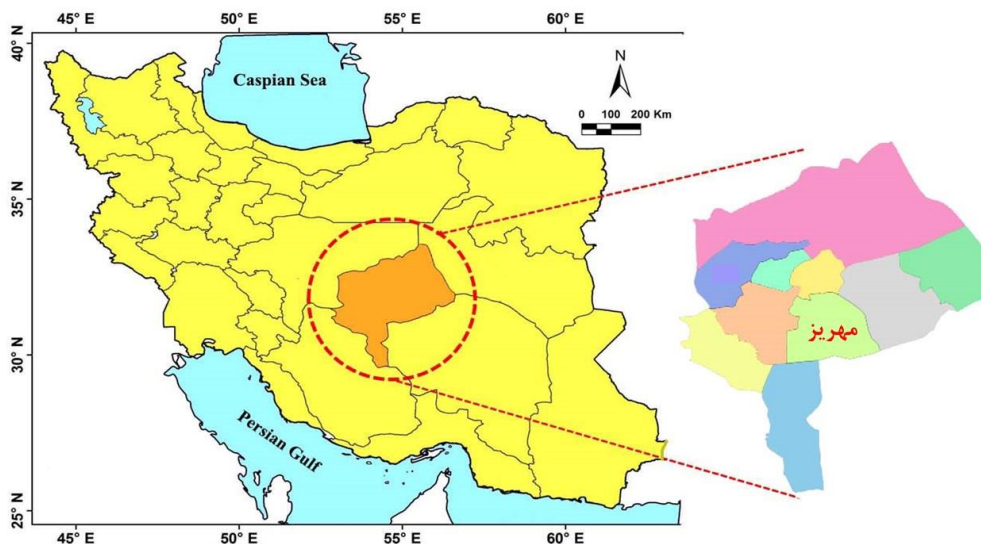 45° E 50° E 55° E 60° E
40° N
35° N
30° N
25° N
Caspian Sea
N
0 100 200 Km
مهریز
Persian Gulf
45° E 50° E 55° E 60° E